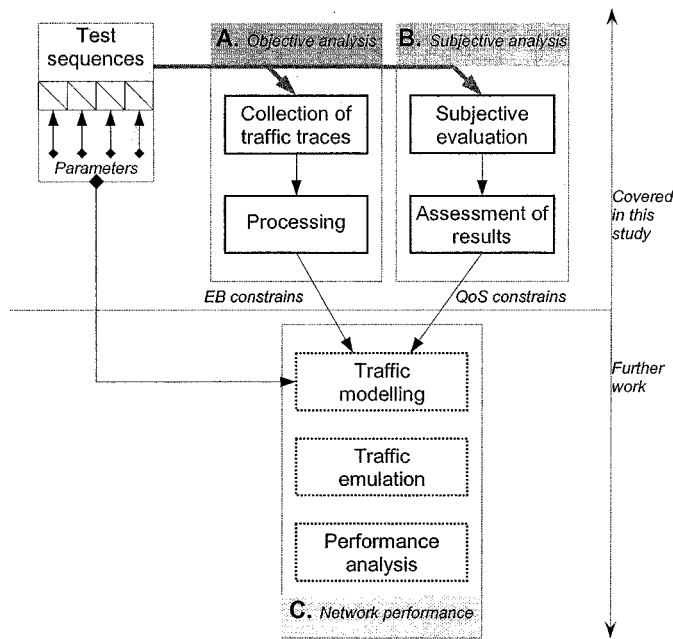 Test
sequences
Parameters
A. Objective analysis
Collection of
traffic traces
Processing
EB constrains
B. Subjective analysis
Subjective
evaluation
Assessment of
results
QoS constrains
Covered
in this
study
Further
work
Traffic
modelling
Traffic
emulation
Performance
analysis
C. Network performance